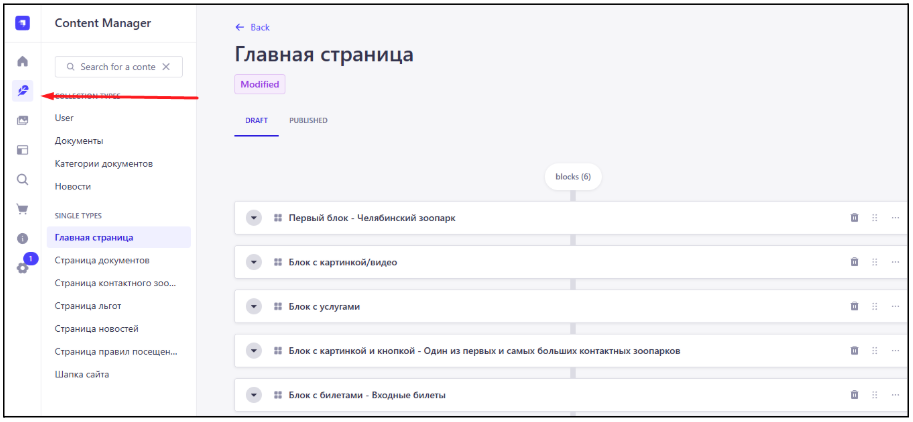 Content Manager
Search for a conte
COLLECTION TYPES
User
Документы
Категории документов
Новости
SINGLE TYPES
Главная страница
Страница документов
Страница контактного зоо...
Страница льгот
Страница новостей
Страница правил посещен...
Шапка сайта
1
Back
Главная страница
Modified
DRAFT
PUBLISHED
blocks (6)
Первый блок - Челябинский зоопарк
Блок с картинкой/видео
Блок с услугами
Блок с картинкой и кнопкой - Один из первых и самых больших контактных зоопарков
Блок с билетами - Входные билеты